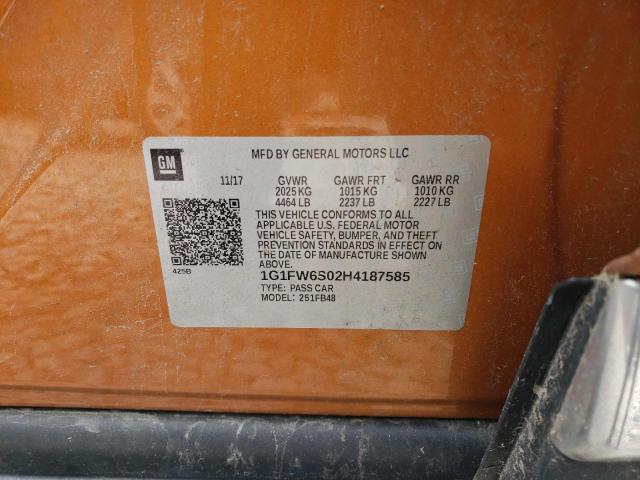 GM
MFD BY GENERAL MOTORS LLC
11/17 GVWR GAWR FRT GAWR RR
2025 KG 1015 KG 1010 KG
4464 LB 2237 LB 2227 LB
THIS VEHICLE CONFORMS TO ALL
APPLICABLE U.S. FEDERAL MOTOR
VEHICLE SAFETY, BUMPER, AND THEFT
PREVENTION STANDARDS IN EFFECT ON
THE DATE OF MANUFACTURE SHOWN
ABOVE.
425B
1G1FW6S02H4187585
TYPE: PASS CAR
MODEL: 251FB48